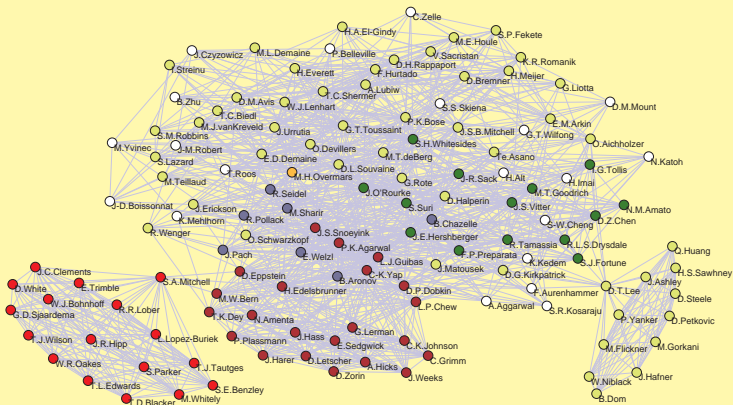 C.Zelle
H.A.El-Gindy
S.P.Fekete
M.E.Houle
J.Czyzowicz
M.L.Demaine
P.Belleville
V.Sacristan
K.R.Romanik
D.H.Rappaport
I.Streinu
H.Everett
F.Hurtado
H.Meijer
D.Bremner
G.Liotta
A.Lubiw
T.C.Shermer
B.Zhu
D.M.Avis
W.J.Lenhart
S.S.Skiena
D.M.Mount
T.C.Biedl
P.K.Bose
E.M.Arkin
M.J.vanKreveld
J.Urrutia
G.T.Toussaint
J.S.B.Mitchell
G.T.Wilfong
S.M.Robbins
S.H.Whitesides
O.Aichholzer
M.Yvinec
J-M.Robert
O.Devillers
M.T.deBerg
Te.Asano
N.Katoh
S.Lazard
E.D.Demaine
D.L.Souvaine
T.G.Tollis
T.Roos
M.H.Overmars
J-R.Sack
H.Alt
H.Imai
M.Teillaud
G.Rote
M.T.Goodrich
J-D.Boissonnat
R.Seidel
J.O'Rourke
D.Halperin
J.S.Vitter
N.M.Amato
J.Erickson
M.Sharir
S.Suri
D.Z.Chen
K.Mehlhorn
R.Pollack
B.Chazelle
S-W.Cheng
R.Wenger
J.S.Snoeyink
J.E.Hershberger
O.Schwarzkopf
P.K.Agarwal
R.Tamassia
R.L.S.Drysdale
Q.Huang
J.Pach
E.Welzl
L.J.Guibas
F.P.Preparata
K.Kedem
S.J.Fortune
J.C.Clements
S.A.Mitchell
D.Eppstein
C-K.Yap
J.Matousek
D.G.Kirkpatrick
H.S.Sawhney
D.White
E.Trimble
B.Aronov
J.Ashley
H.Edelsbrunner
D.P.Dobkin
F.Aurenhammer
D.T.Lee
W.J.Bohnhoff
R.R.Lober
M.W.Bern
L.P.Chew
A.Aggarwal
S.R.Kosaraju
D.Steele
G.D.Sjaardema
T.K.Dey
N.Amenta
P.Yanker
D.Petkovic
T.J.Wilson
J.R.Hipp
L.Lopez-Buriek
P.Plassmann
J.Hass
G.Lerman
E.Sedgwick
C.K.Johnson
M.Flickner
M.Gorkani
W.R.Oakes
S.Parker
T.J.Tautges
J.Harer
D.Letscher
A.Hicks
C.Grimm
T.L.Edwards
S.E.Benzley
D.Zorin
J.Weeks
W.Niblack
J.Hafner
T.D.Blacker
M.Whitely
B.Dom